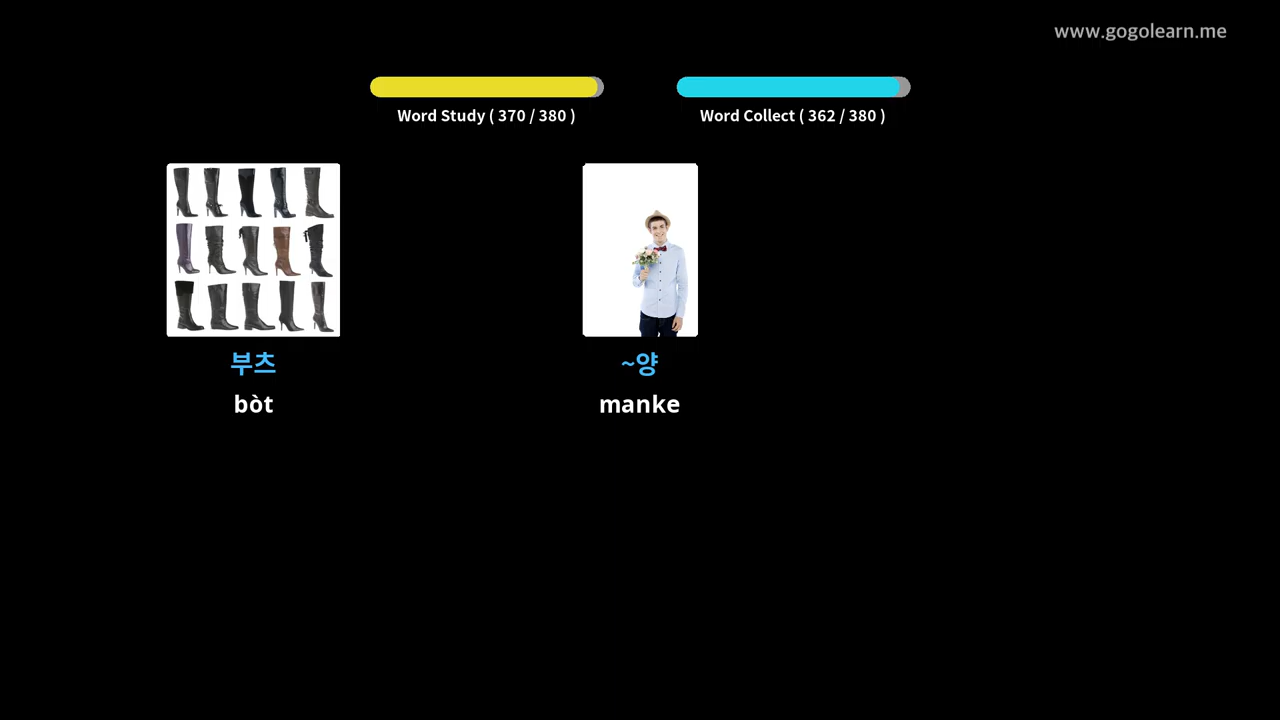 www.gogolearn.me
Word Study ( 370 / 380 )
Word Collect ( 362 / 380 )
부츠
bòt
~양
manke